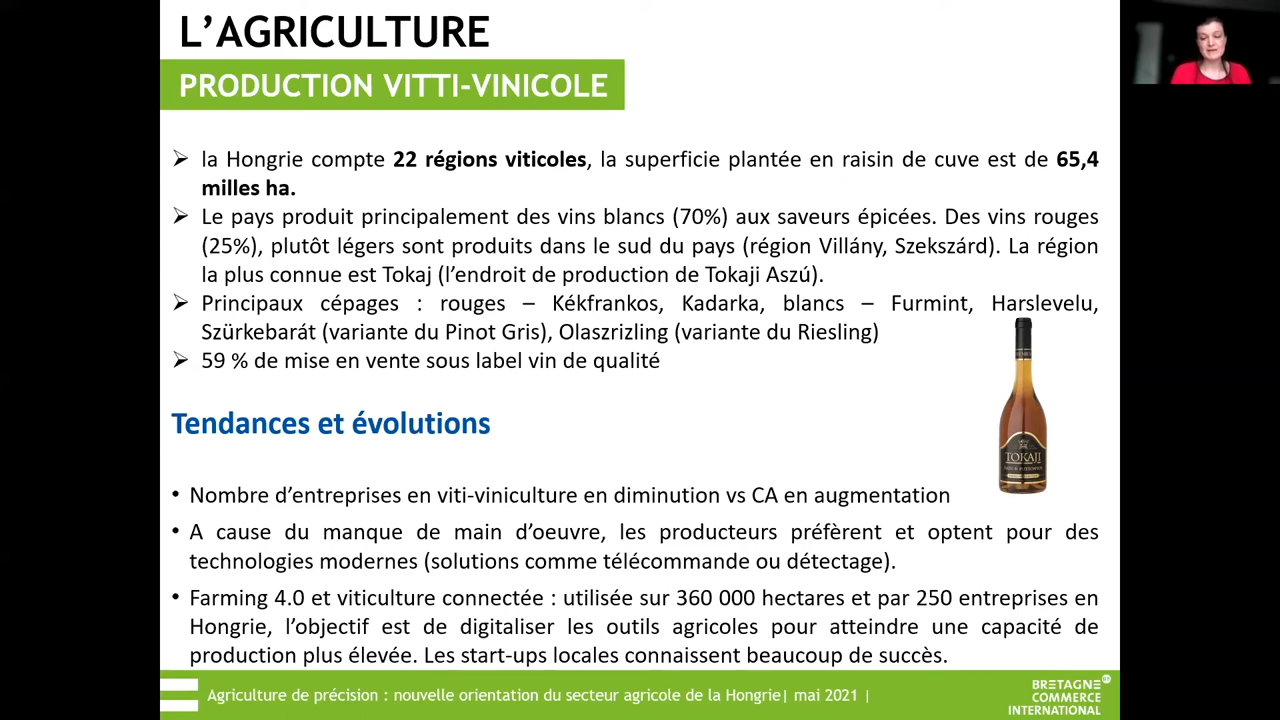 L’AGRICULTURE
PRODUCTION VITTI-VINICOLE
la Hongrie compte 22 régions viticoles, la superficie plantée en raisin de cuve est de 65,4
milles ha.
Le pays produit principalement des vins blancs (70%) aux saveurs épicées. Des vins rouges
(25%), plutôt légers sont produits dans le sud du pays (région Villány, Szekszárd). La région
la plus connue est Tokaj (l’endroit de production de Tokaji Aszú).
Principaux cépages : rouges – Kékfrankos, Kadarka, blancs – Furmint, Harslevelu,
Szürkebarát (variante du Pinot Gris), Olaszrizling (variante du Riesling)
59 % de mise en vente sous label vin de qualité
TOKAJI
Tendances et évolutions
• Nombre d’entreprises en viti-viniculture en diminution vs CA en augmentation
• A cause du manque de main d’oeuvre, les producteurs préfèrent et optent pour des
technologies modernes (solutions comme télécommande ou détectage).
• Farming 4.0 et viticulture connectée : utilisée sur 360 000 hectares et par 250 entreprises en
Hongrie, l’objectif est de digitaliser les outils agricoles pour atteindre une capacité de
production plus élevée. Les start-ups locales connaissent beaucoup de succès.
Agriculture de précision : nouvelle orientation du secteur agricole de la Hongrie| mai 2021 |
BRETAGNE
COMMERCE
INTERNATIONAL